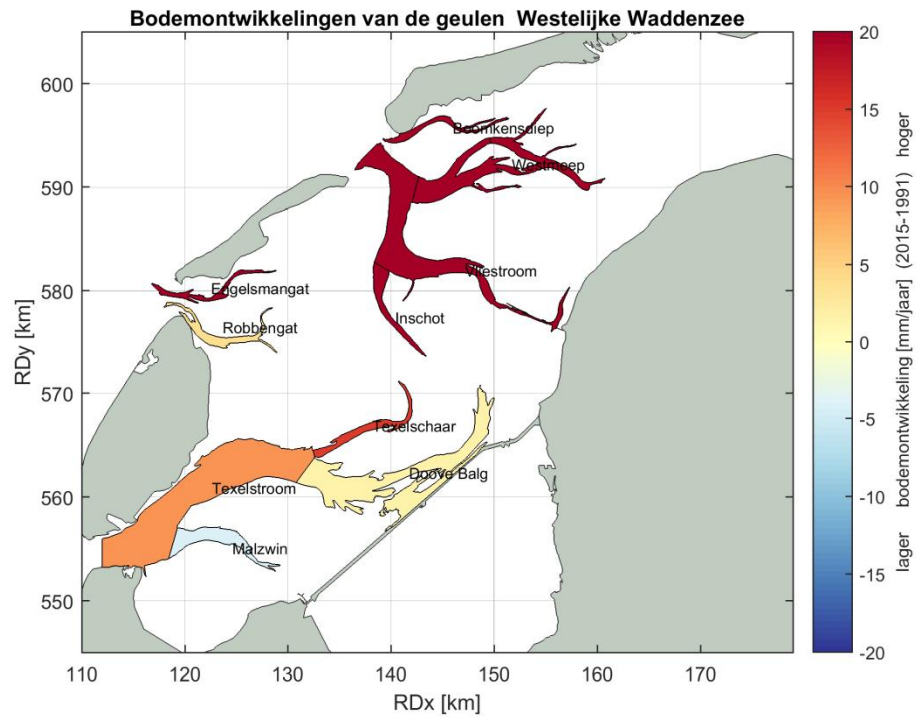 Bodemontwikkelingen van de geulen Westelijke Waddenzee
RDy [km]
600
590
580
570
560
550
110
120
130
140
150
160
170
RDx [km]
Boomkensdiep
Westmeep
Vliestroom
Inschot
Engelsmangat
Robbengat
Texelschaar
Doove Balg
Texelstroom
Malzwin
20
15
10
5
0
-5
-10
-15
-20
lager bodemontwikkeling [mm/jaar] (2015-1991) hoger